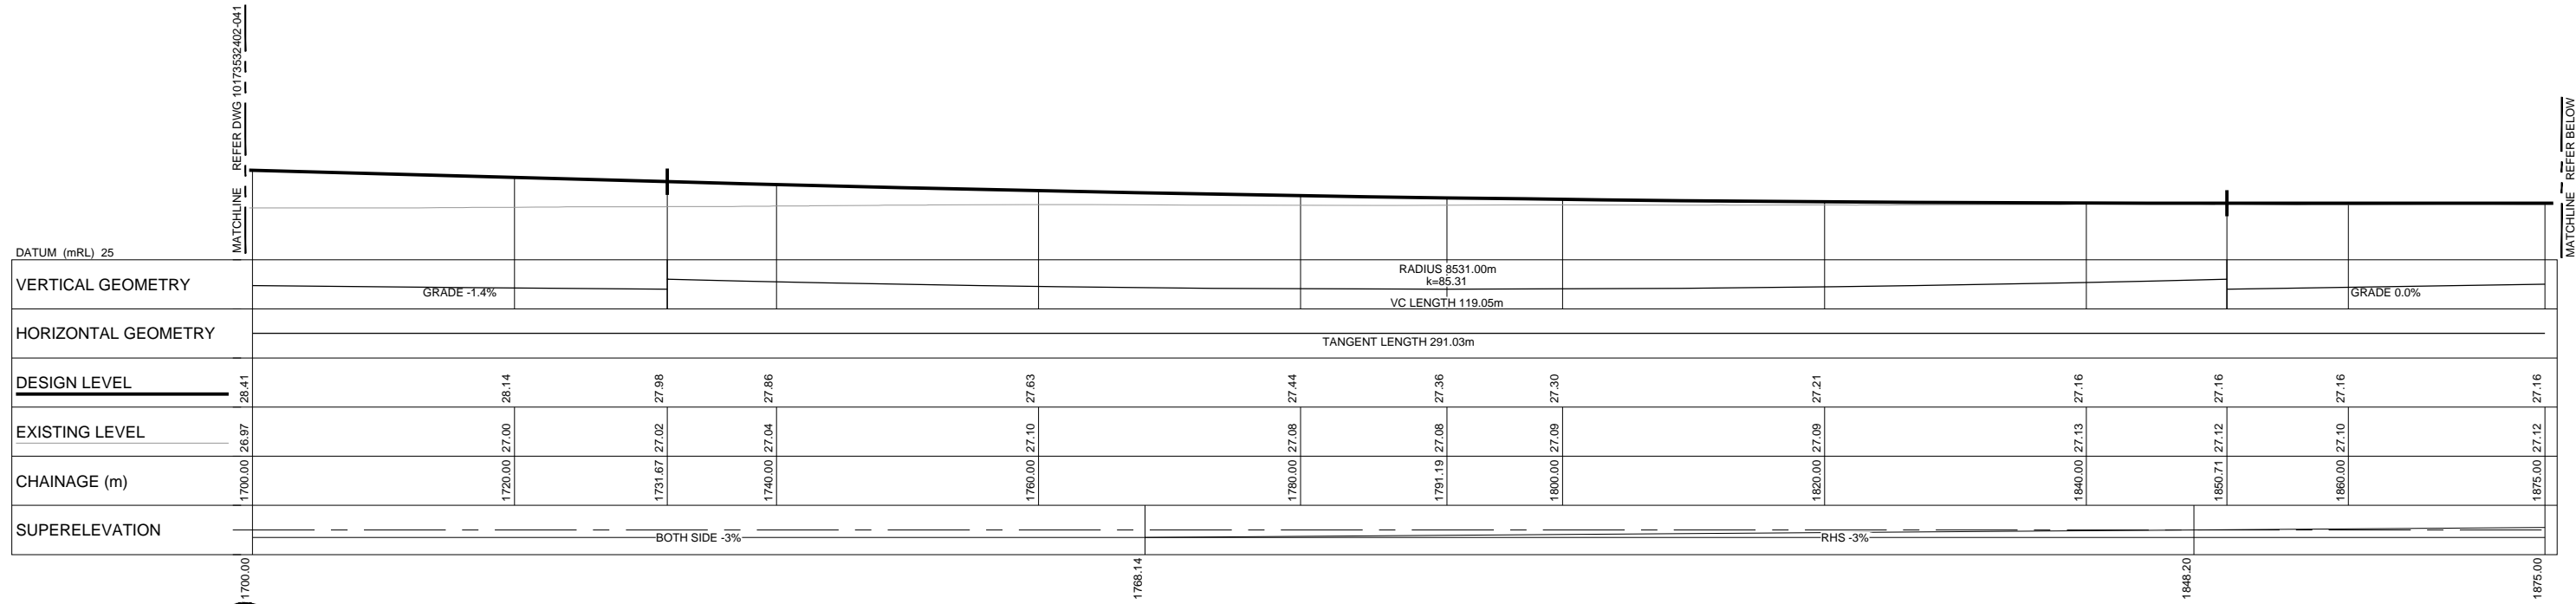 MATCHLINE REFER DWG 1017353​2402-041
MATCHLINE REFER BELOW
DATUM (mRL) 25
VERTICAL GEOMETRY
GRADE -1.4%
RADIUS 8531.00m
k=85.31
VC LENGTH 119.05m
GRADE 0.0%
HORIZONTAL GEOMETRY
TANGENT LENGTH 291.03m
DESIGN LEVEL 28.41 28.14 27.98 27.86 27.63 27.44 27.36 27.30 27.21 27.16 27.16 27.16 27.16
EXISTING LEVEL 26.97 27.00 27.02 27.04 27.10 27.08 27.08 27.09 27.09 27.13 27.12 27.10 27.12
CHAINAGE (m) 1700.00 1720.00 1731.67 1740.00 1760.00 1780.00 1791.19 1800.00 1820.00 1840.00 1850.71 1860.00 1875.00
SUPERELEVATION
BOTH SIDE -3%
RHS -3%
1700.00 1768.14 1848.20 1875.00